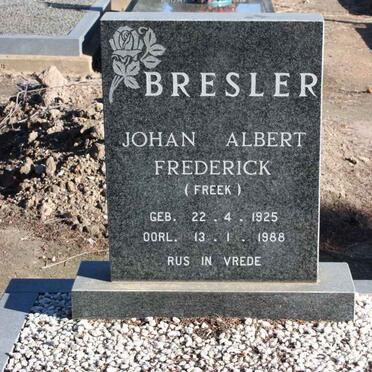 BRESLER
JOHAN ALBERT
FREDERICK
(FREEK)
GEB. 22 . 4 . 1925
OORL. 13 . 1 . 1988
RUS IN VREDE